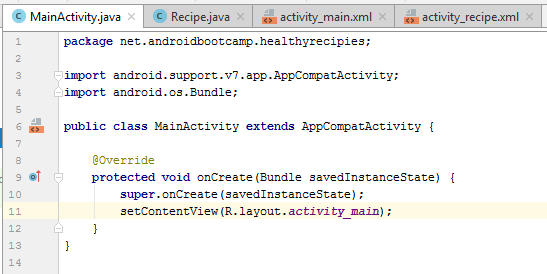 MainActivity.java × Recipe.java × activity_main.xml × activity_recipe.xml ×
1 package net.androidbootcamp.healthyrecipies;
2
3 import android.support.v7.app.AppCompatActivity;
4 import android.os.Bundle;
5
6 public class MainActivity extends AppCompatActivity {
7
8 @Override
9 protected void onCreate(Bundle savedInstanceState) {
10 super.onCreate(savedInstanceState);
11 setContentView(R.layout.activity_main);
12 }
13 }
14